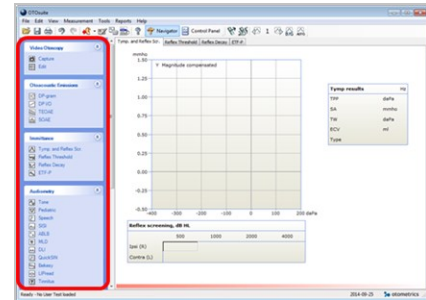 OTOsuite
File Edit View Measurement Tools Reports Help
Navigator Control Panel 1
Tymp. and Reflex Scr. Reflex Threshold Reflex Decay ETF-P
Video Otoscopy
Capture
Edit
Otoacoustic Emissions
DP-gram
DP I/O
TEOAE
SOAE
Immittance
Tymp. and Reflex Scr.
Reflex Threshold
Reflex Decay
ETF-P
Audiometry
Tone
Pediatric
Speech
SISI
ABLB
MLD
DLI
QuickSIN
Stenger
LIPread
Tinnitus
mmho
1.50
Y Magnitude compensated
1.25
1.00
0.75
0.50
0.25
0.00
-0.25
-0.50
-400 -300 -200 -100 0 100 200 daPa
Tymp results Hz
TPP daPa
SA mmho
TW daPa
ECV ml
Type
Reflex screening, dB HL
500 1000 2000 4000
Ipsi (R)
Contra (L)
Ready - No User Test loaded
2014-09-25 otometrics